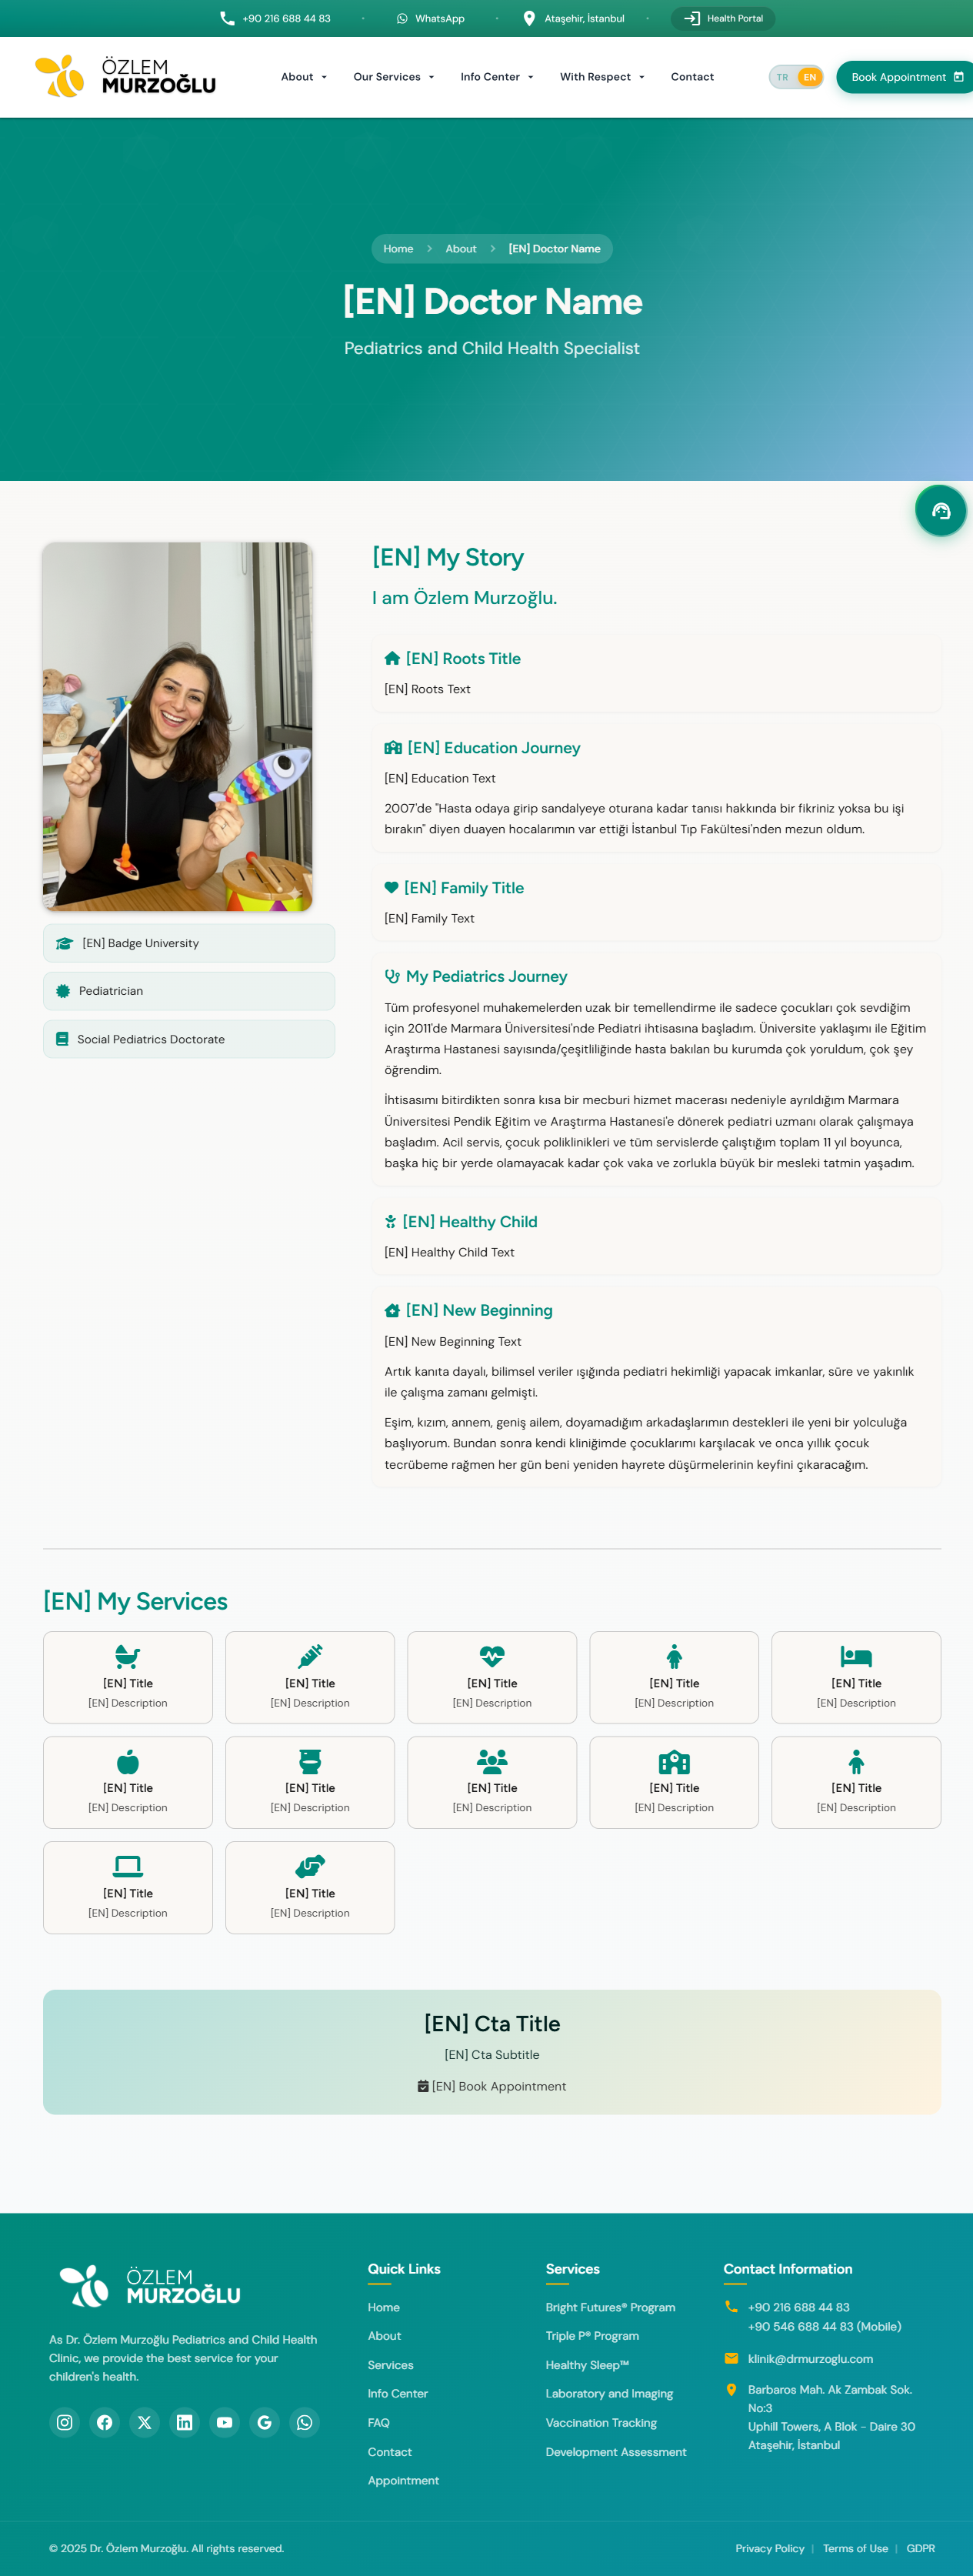 +90 216 688 44 83 • WhatsApp • Ataşehir, İstanbul • Health Portal
ÖZLEM
MURZOĞLU
About Our Services Info Center With Respect Contact TR EN Book Appointment
Home > About > [EN] Doctor Name
[EN] Doctor Name
Pediatrics and Child Health Specialist
[EN] My Story
I am Özlem Murzoğlu.
[EN] Roots Title
[EN] Roots Text
[EN] Education Journey
[EN] Education Text
2007'de "Hasta odaya girip sandalyeye oturana kadar tanısı hakkında bir fikriniz yoksa bu işi
bırakın" diyen duayen hocalarımın var ettiği İstanbul Tıp Fakültesi'nden mezun oldum.
[EN] Family Title
[EN] Family Text
[EN] Badge University
Pediatrician
Social Pediatrics Doctorate
My Pediatrics Journey
Tüm profesyonel muhakemelerden uzak bir temellendirme ile sadece çocukları çok sevdiğim
için 2011'de Marmara Üniversitesi'nde Pediatri ihtisasına başladım. Üniversite yaklaşımı ile Eğitim
Araştırma Hastanesi sayısında/çeşitliliğinde hasta bakılan bu kurumda çok yoruldum, çok şey
öğrendim.
İhtisasımı bitirdikten sonra kısa bir mecburi hizmet macerası nedeniyle ayrıldığım Marmara
Üniversitesi Pendik Eğitim ve Araştırma Hastanesi'e dönerek pediatri uzmanı olarak çalışmaya
başladım. Acil servis, çocuk poliklinikleri ve tüm servislerde çalıştığım toplam 11 yıl boyunca,
başka hiç bir yerde olamayacak kadar çok vaka ve zorlukla büyük bir mesleki tatmin yaşadım.
[EN] Healthy Child
[EN] Healthy Child Text
[EN] New Beginning
[EN] New Beginning Text
Artık kanıta dayalı, bilimsel veriler ışığında pediatri hekimliği yapacak imkanlar, süre ve yakınlık
ile çalışma zamanı gelmişti.
Eşim, kızım, annem, geniş ailem, doyamadığım arkadaşlarımın destekleri ile yeni bir yolculuğa
başlıyorum. Bundan sonra kendi kliniğimde çocuklarımı karşılacak ve onca yıllık çocuk
tecrübeme rağmen her gün beni yeniden hayrete düşürmelerinin keyfini çıkaracağım.
[EN] My Services
[EN] Title [EN] Title [EN] Title [EN] Title [EN] Title
[EN] Description [EN] Description [EN] Description [EN] Description [EN] Description
[EN] Title [EN] Title [EN] Title [EN] Title [EN] Title
[EN] Description [EN] Description [EN] Description [EN] Description [EN] Description
[EN] Title [EN] Title
[EN] Description [EN] Description
[EN] Cta Title
[EN] Cta Subtitle
[EN] Book Appointment
ÖZLEM
MURZOĞLU
As Dr. Özlem Murzoğlu Pediatrics and Child Health
Clinic, we provide the best service for your
children's health.
Quick Links
Home
About
Services
Info Center
FAQ
Contact
Appointment
Services
Bright Futures® Program
Triple P® Program
Healthy Sleep™
Laboratory and Imaging
Vaccination Tracking
Development Assessment
Contact Information
+90 216 688 44 83
+90 546 688 44 83 (Mobile)
klinik@drmurzoglu.com
Barbaros Mah. Ak Zambak Sok.
No:3
Uphill Towers, A Blok - Daire 30
Ataşehir, İstanbul
© 2025 Dr. Özlem Murzoğlu. All rights reserved.
Privacy Policy | Terms of Use | GDPR